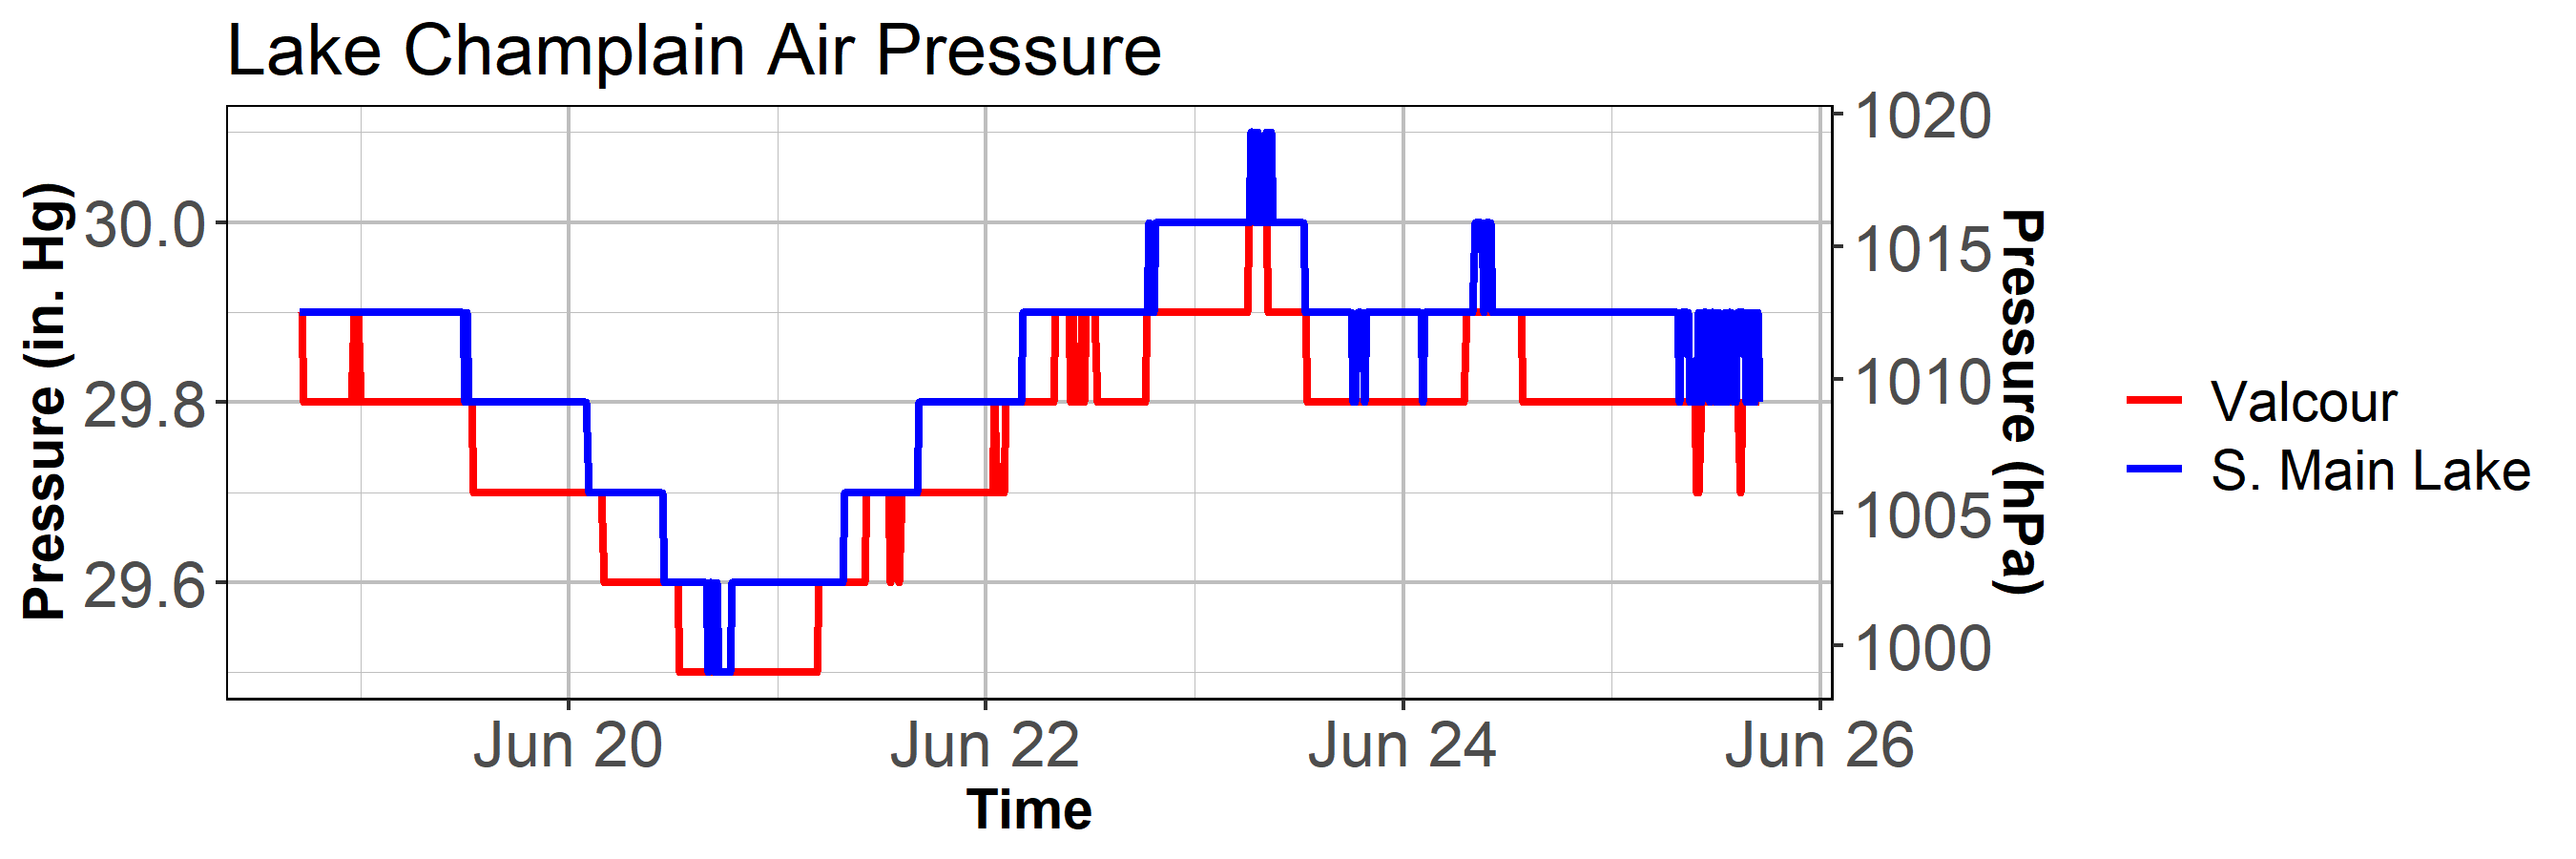 Lake Champlain Air Pressure
Pressure (in. Hg)
30.0
29.8
29.6
1020
1015
1010
1005
1000
Pressure (hPa)
Jun 20
Jun 22
Jun 24
Jun 26
Time
Valcour
S. Main Lake